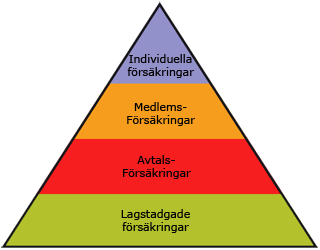 Individuella
försäkringar
Medlems-
Försäkringar
Avtals-
Försäkringar
Lagstadgade
försäkringar